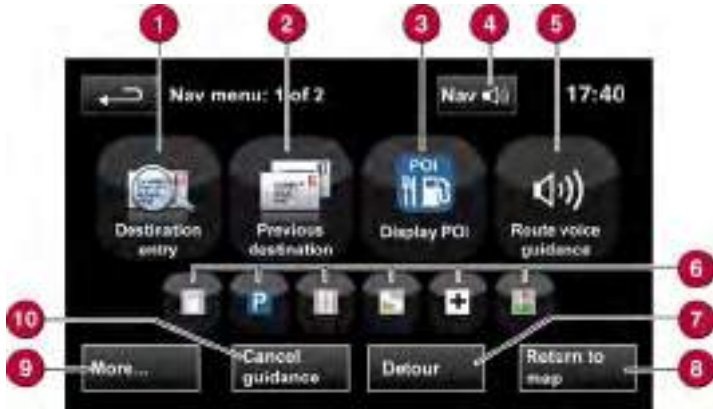 1 2 3 4 5
Nav menu: 1 of 2 Nav 17:40
POI
Destination entry
Previous destination
Display POI
Route voice guidance
P
6
10
7
9
More...
Cancel guidance
Detour
Return to map
8